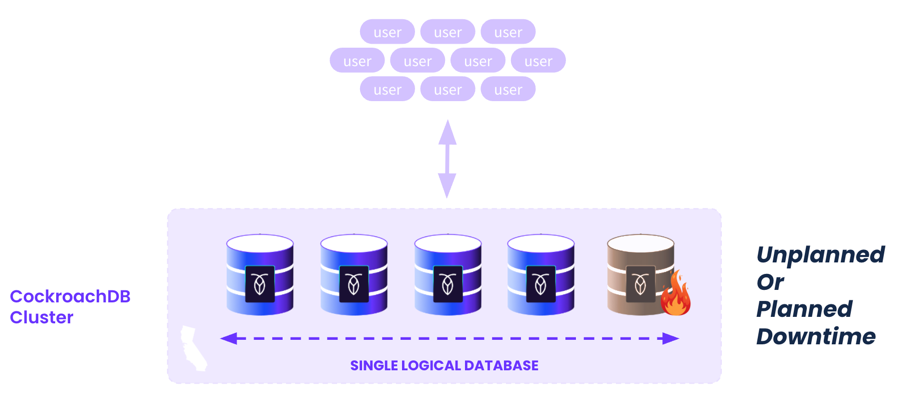 user user user
user user user user
user user user
CockroachDB
Cluster
Unplanned
Or
Planned
Downtime
SINGLE LOGICAL DATABASE